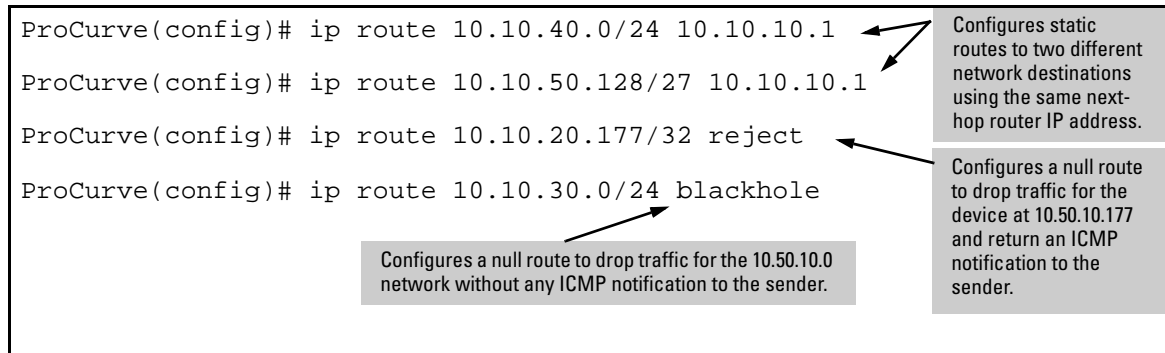 ProCurve(config)# ip route 10.10.40.0/24 10.10.10.1
ProCurve(config)# ip route 10.10.50.128/27 10.10.10.1
ProCurve(config)# ip route 10.10.20.177/32 reject
ProCurve(config)# ip route 10.10.30.0/24 blackhole
Configures static
routes to two different
network destinations
using the same next-
hop router IP address.
Configures a null route
to drop traffic for the
device at 10.50.10.177
and return an ICMP
notification to the
sender.
Configures a null route to drop traffic for the 10.50.10.0
network without any ICMP notification to the sender.